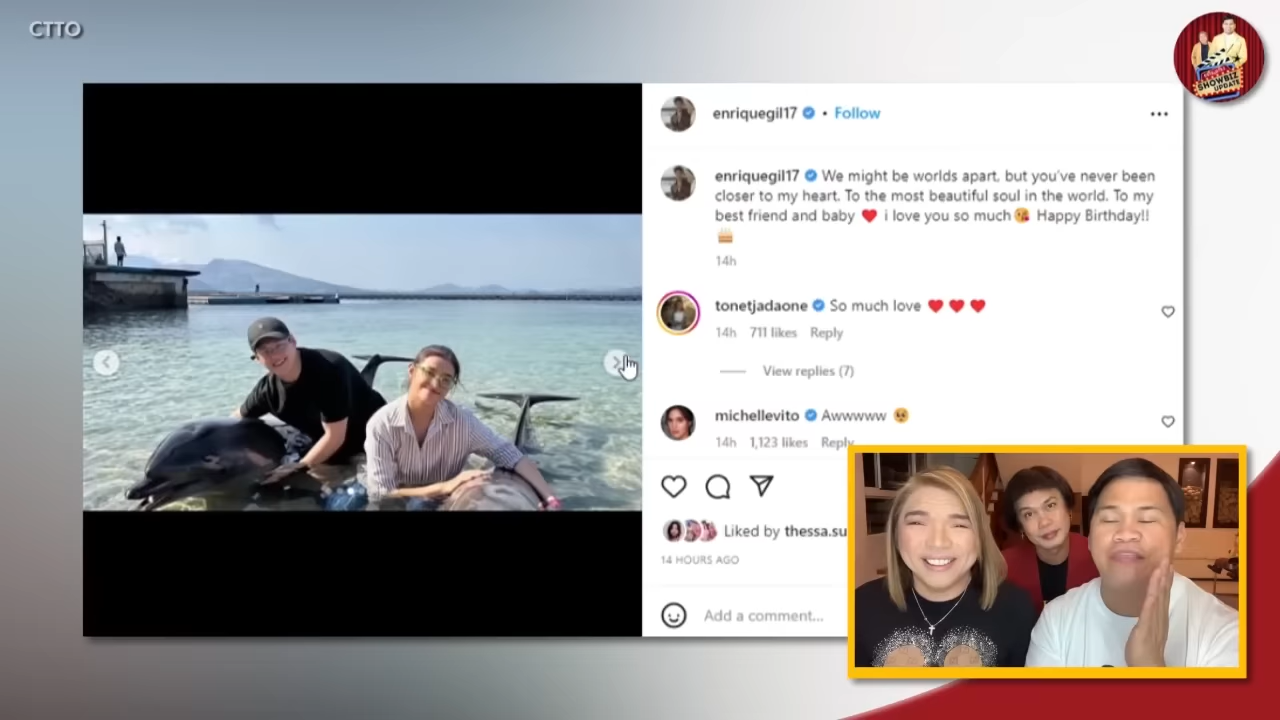 CTTO
SHOWBIZ
UPDATE
enriquegil17 • Follow
enriquegil17 We might be worlds apart, but you've never been
closer to my heart. To the most beautiful soul in the world. To my
best friend and baby ❤️ i love you so much😘 Happy Birthday!!
🎂
14h
tonetjadaone So much love ❤️ ❤️ ❤️
14h 711 likes Reply
View replies (7)
michellevito Awwwww 🥺
14h 1,123 likes Reply
Liked by thessa.su
14 HOURS AGO
Add a comment...